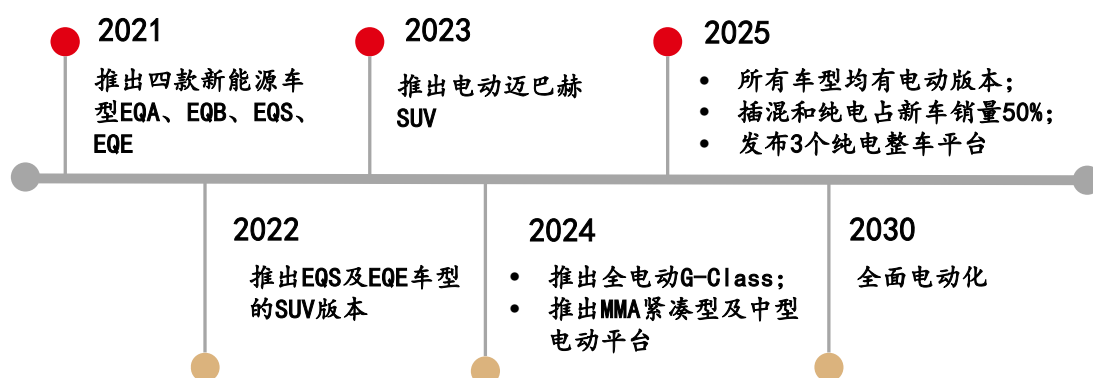 2021
推出四款新能源车
型EQA、EQB、EQS、
EQE
2022
推出EQS及EQE车型
的SUV版本
2023
推出电动迈巴赫
SUV
2024
• 推出全电动G-Class；
• 推出MMA紧凑型及中型
电动平台
2025
• 所有车型均有电动版本；
• 插混和纯电占新车销量50%；
• 发布3个纯电整车平台
2030
全面电动化